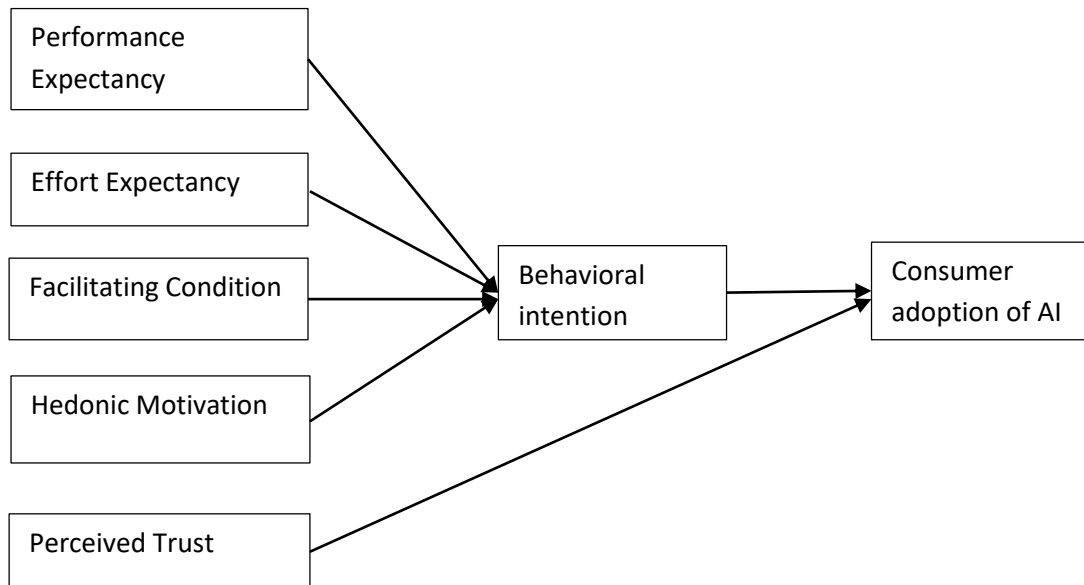 Performance
Expectancy
Effort Expectancy
Facilitating Condition
Hedonic Motivation
Perceived Trust
Behavioral
intention
Consumer
adoption of AI